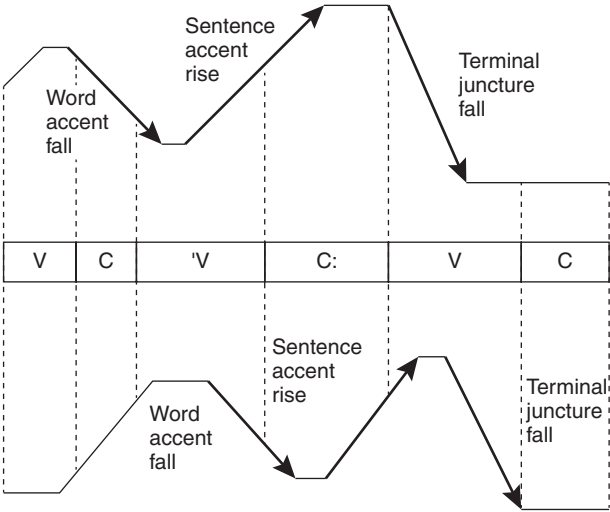 Sentence
accent
rise
Terminal
juncture
fall
Word
accent
fall
V C 'V C: V C
Sentence
accent
rise
Terminal
juncture
fall
Word
accent
fall